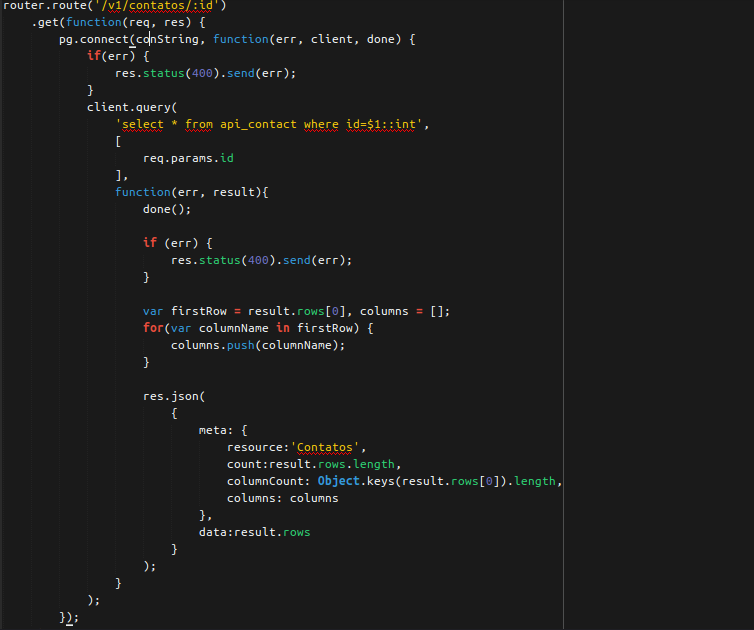 router.route('/v1/contatos/:id')
    .get(function(req, res) {
        pg.connect(conString, function(err, client, done) {
            if(err) {
                res.status(400).send(err);
            }
            client.query(
                'select * from api_contact where id=$1::int',
                [
                    req.params.id
                ],
                function(err, result){
                    done();

                    if (err) {
                        res.status(400).send(err);
                    }

                    var firstRow = result.rows[0], columns = [];
                    for(var columnName in firstRow) {
                        columns.push(columnName);
                    }

                    res.json(
                        {
                            meta: {
                                resource:'Contatos',
                                count:result.rows.length,
                                columnCount: Object.keys(result.rows[0]).length,
                                columns: columns
                            },
                            data:result.rows
                        }
                    );
                }
            );
        });